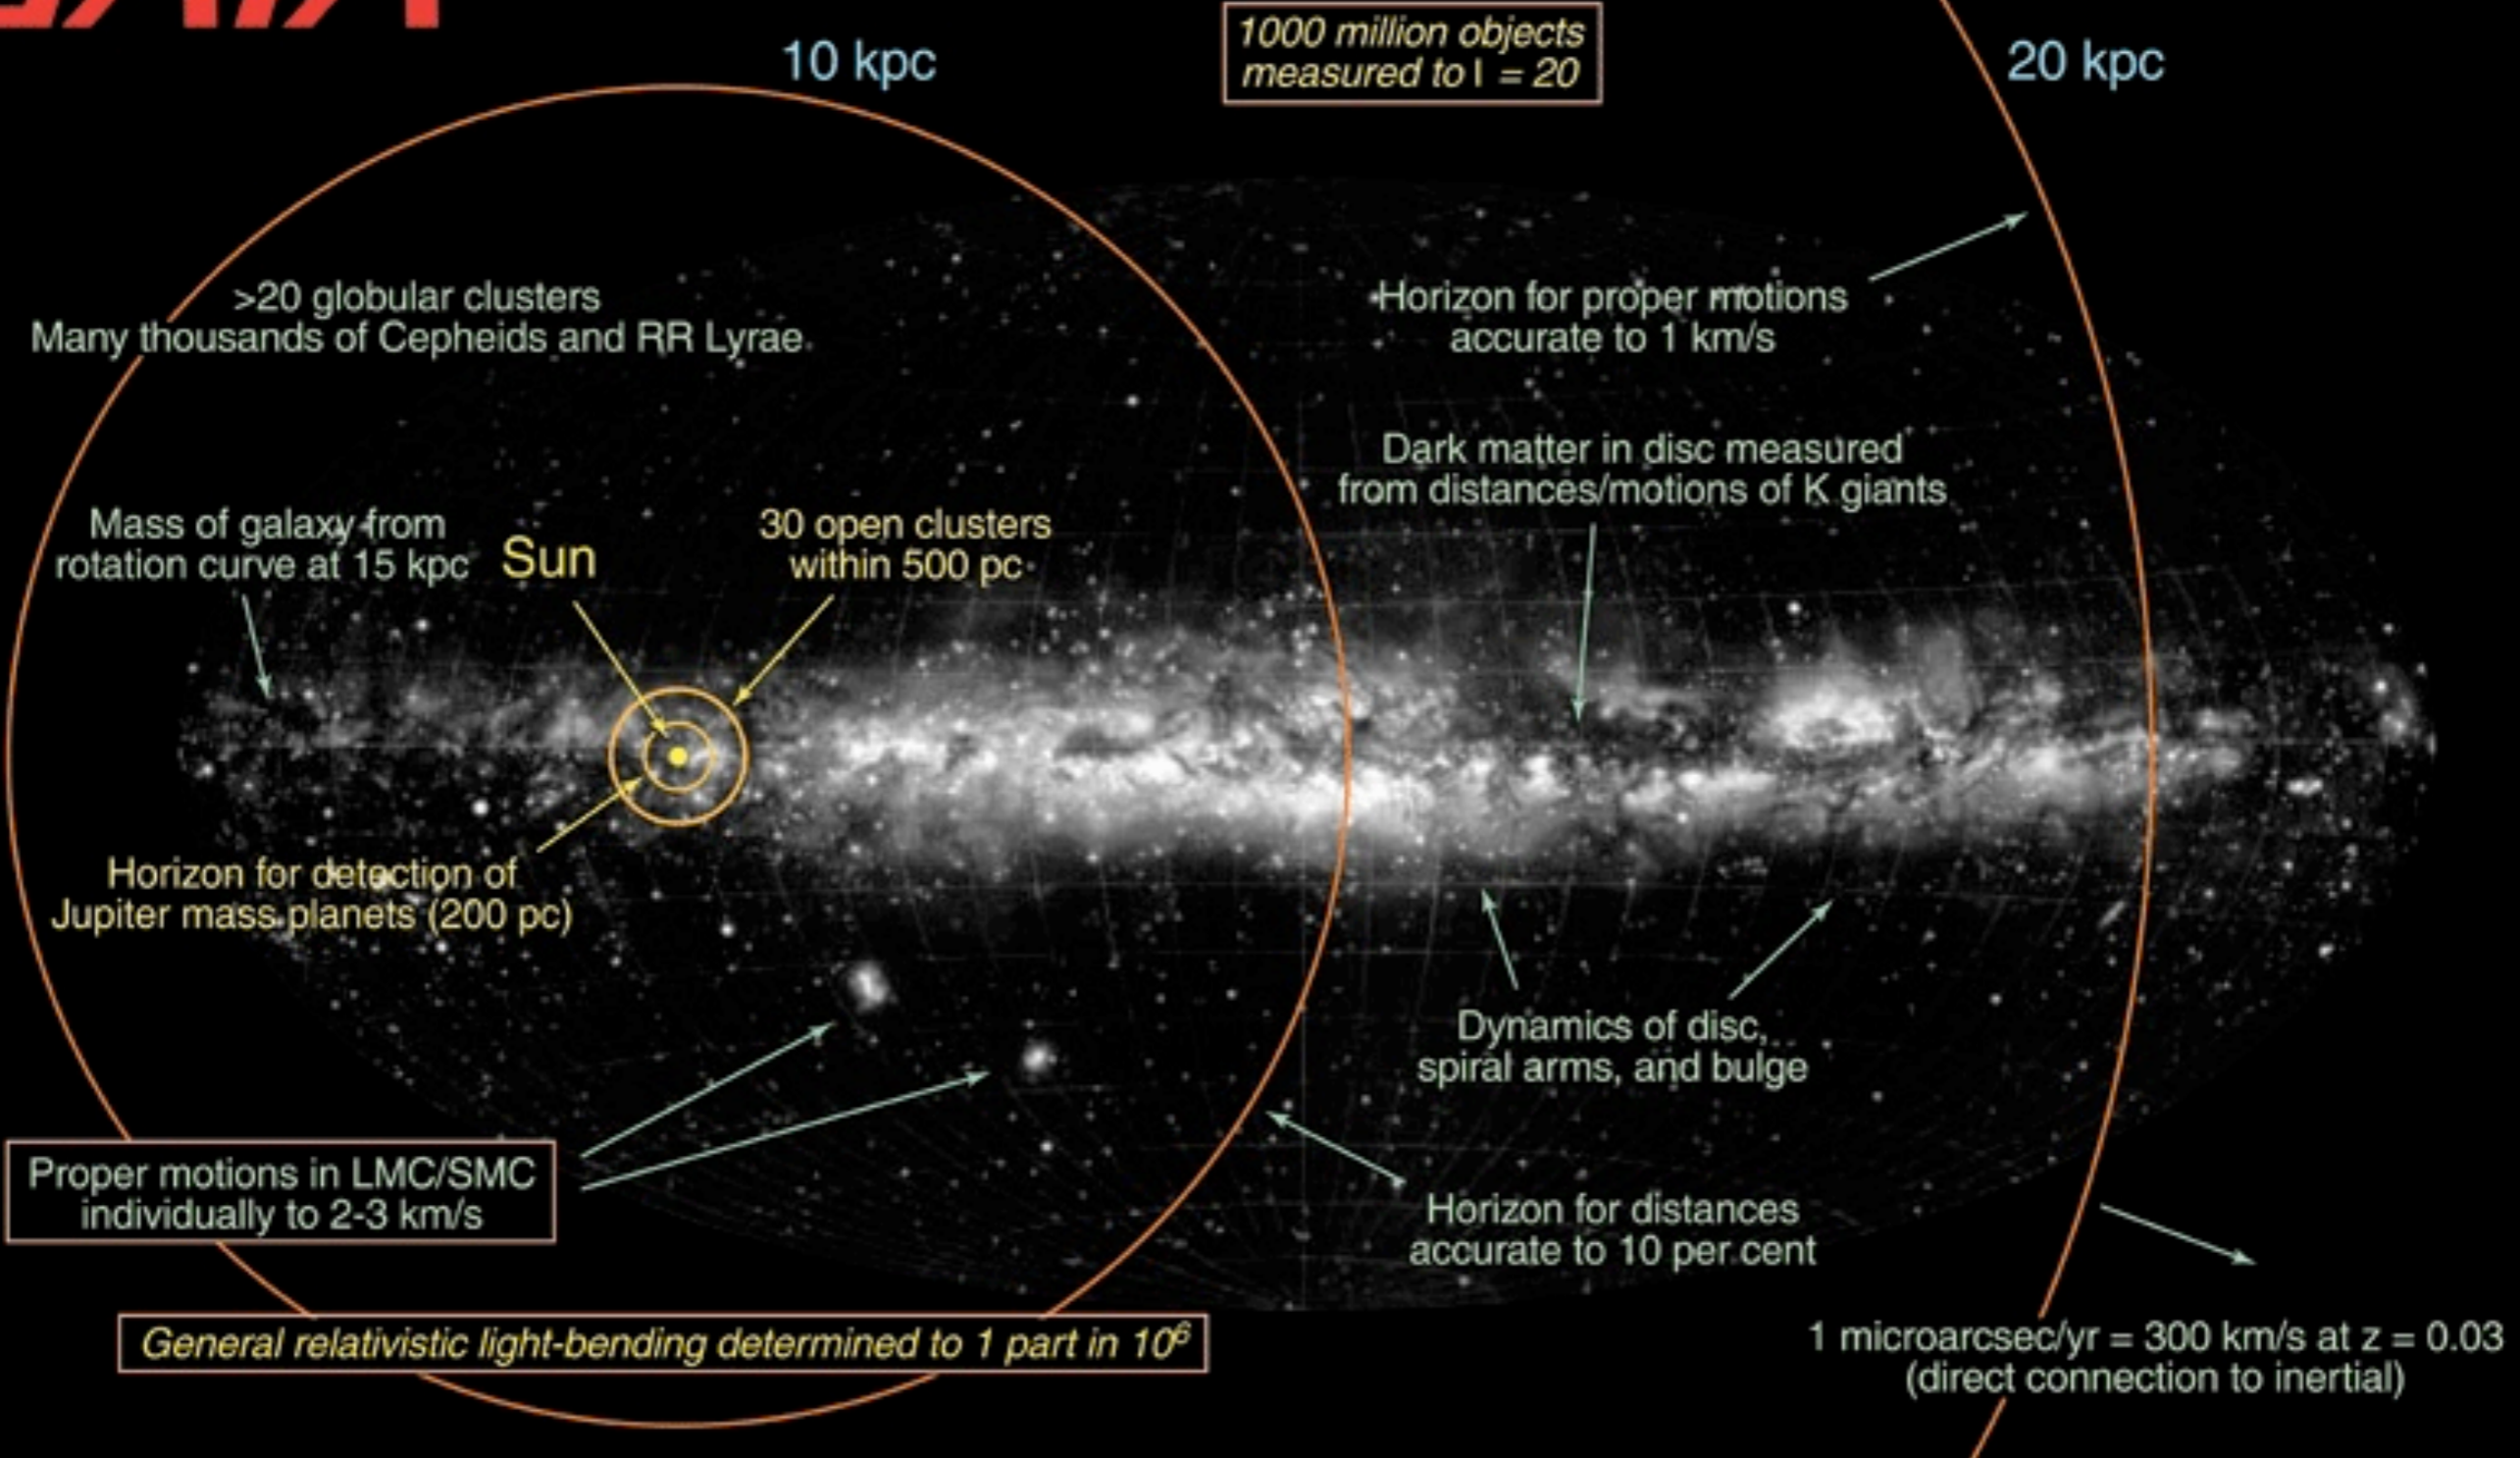 10 kpc
1000 million objects
measured to I = 20
20 kpc
>20 globular clusters
Many thousands of Cepheids and RR Lyrae
Horizon for proper motions
accurate to 1 km/s
Dark matter in disc measured
from distances/motions of K giants
Mass of galaxy from
rotation curve at 15 kpc
Sun
30 open clusters
within 500 pc
Horizon for detection of
Jupiter mass planets (200 pc)
Dynamics of disc,
spiral arms, and bulge
Proper motions in LMC/SMC
individually to 2-3 km/s
Horizon for distances
accurate to 10 per cent
General relativistic light-bending determined to 1 part in 10⁶
1 microarcsec/yr = 300 km/s at z = 0.03
(direct connection to inertial)